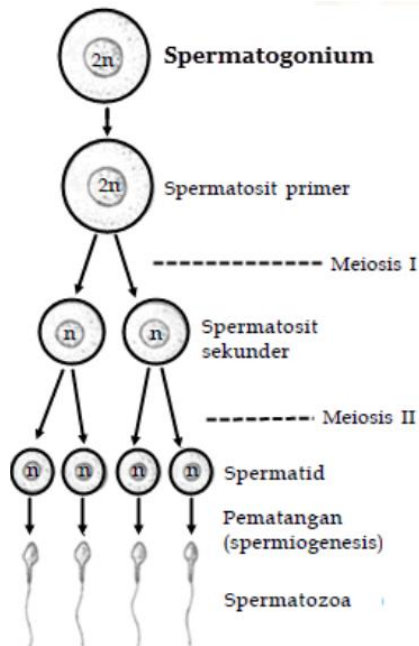 2n
Spermatogonium
2n
Spermatosit primer
Meiosis I
n
n
Spermatosit
sekunder
Meiosis II
n
n
n
n
Spermatid
Pematangan
(spermiogenesis)
Spermatozoa